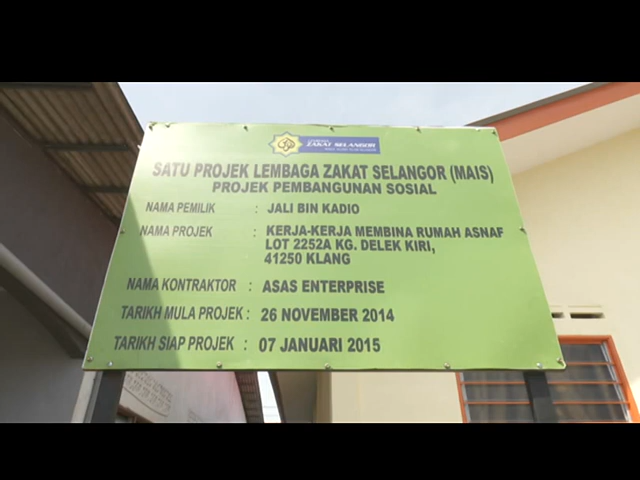 ZAKAT SELANGOR
SATU PROJEK LEMBAGA ZAKAT SELANGOR (MAIS)
PROJEK PEMBANGUNAN SOSIAL
NAMA PEMILIK : JALI BIN KADIO
NAMA PROJEK : KERJA-KERJA MEMBINA RUMAH ASNAF
LOT 2252A KG. DELEK KIRI,
41250 KLANG
NAMA KONTRAKTOR : ASAS ENTERPRISE
TARIKH MULA PROJEK : 26 NOVEMBER 2014
TARIKH SIAP PROJEK : 07 JANUARI 2015